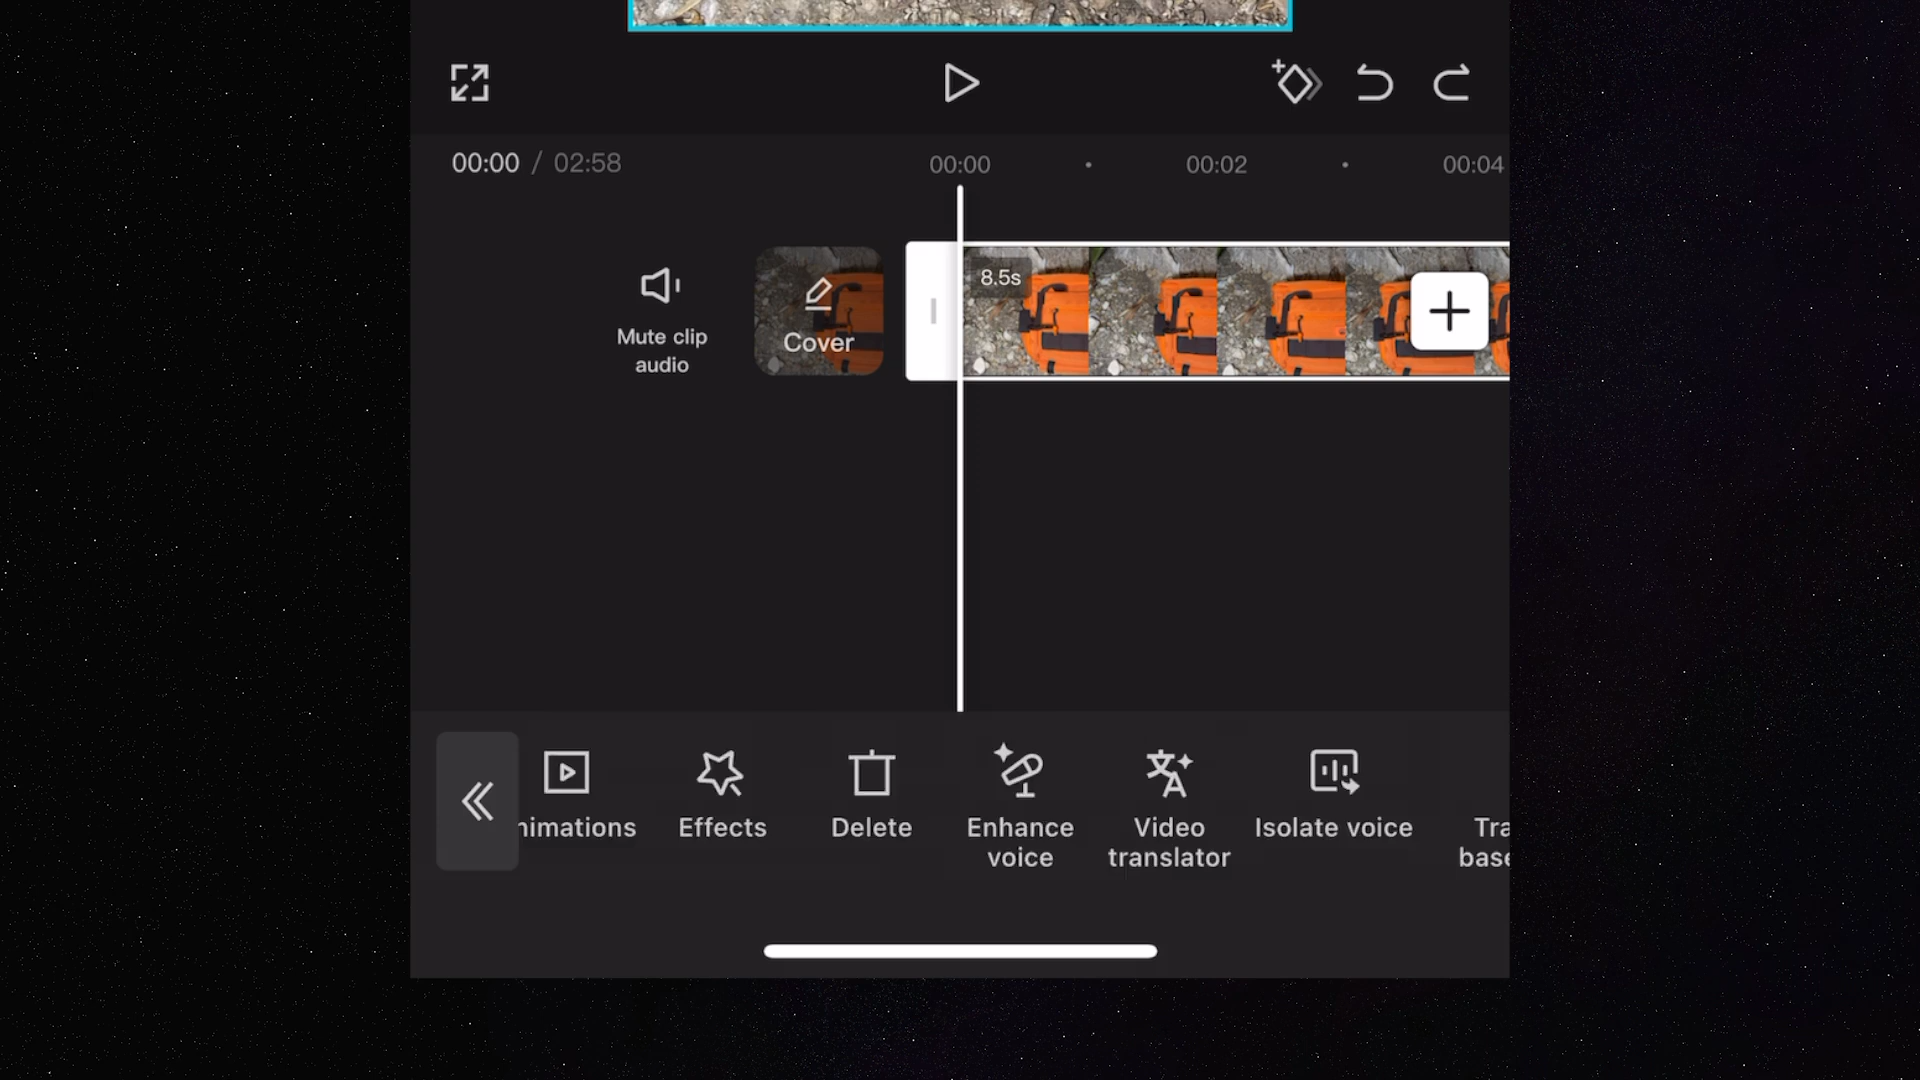 00:00 / 02:58
00:00
00:02
00:04
8.5s
Mute clip
audio
Cover
nimations
Effects
Delete
Enhance
voice
Video
translator
Isolate voice
Tra
base